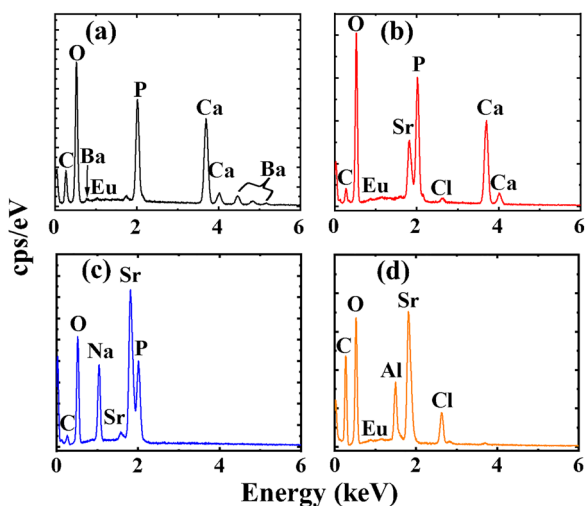 (a)
O
P
Ca
C
Ba
Eu
Ca
Ba
0 2 4 6
(b)
O
P
Ca
Sr
C
Eu
Cl
Ca
0 2 4 6
(c)
Sr
O
Na
P
C
Sr
0 2 4 6
(d)
O
Sr
C
Al
Cl
Eu
0 2 4 6
cps/eV
Energy (keV)